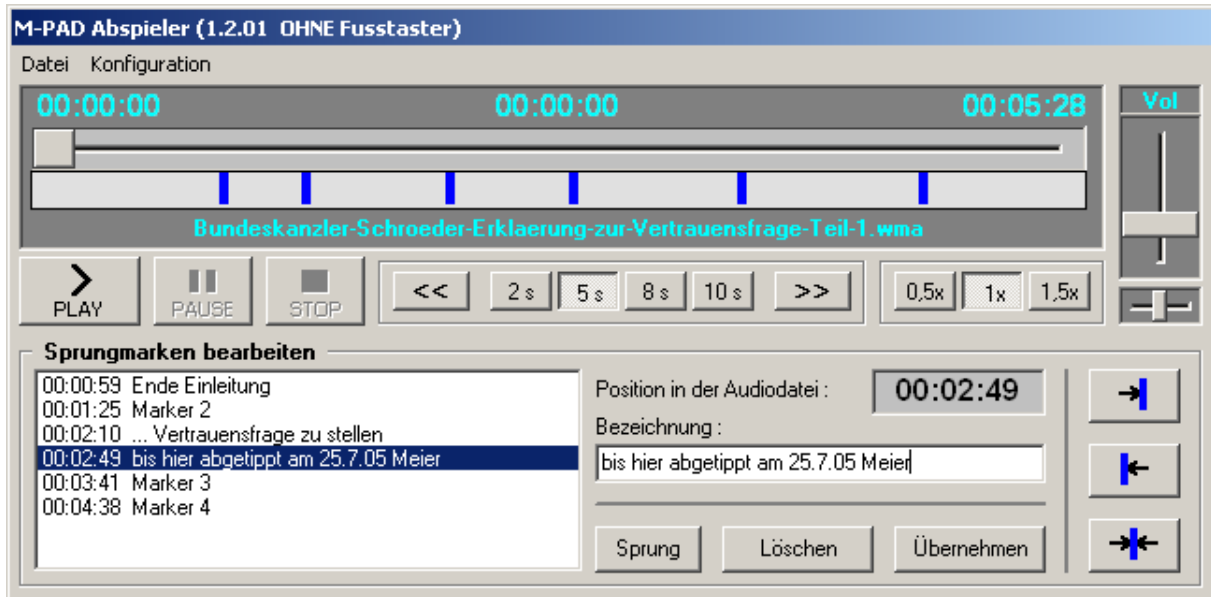 M-PAD Abspieler (1.2.01 OHNE Fusstaster)
Datei Konfiguration
00:00:00 00:00:00 00:05:28 Vol
Bundeskanzler-Schroeder-Erklaerung-zur-Vertrauensfrage-Teil-1.wma
PLAY PAUSE STOP << 2 s 5 s 8 s 10 s >> 0,5x 1x 1,5x
Sprungmarken bearbeiten
00:00:59 Ende Einleitung
00:01:25 Marker 2
00:02:10 ... Vertrauensfrage zu stellen
00:02:49 bis hier abgetippt am 25.7.05 Meier
00:03:41 Marker 3
00:04:38 Marker 4
Position in der Audiodatei : 00:02:49
Bezeichnung :
bis hier abgetippt am 25.7.05 Meier
Sprung Löschen Übernehmen